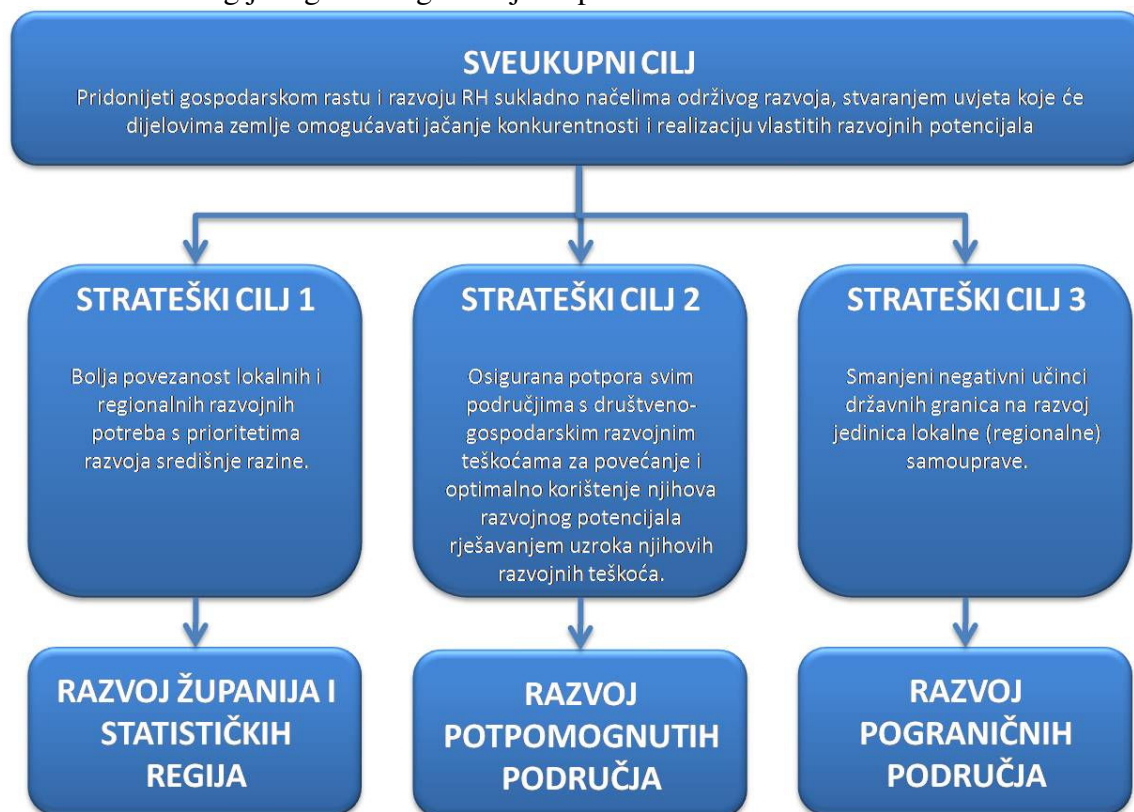 SVEUKUPNI CILJ
Pridonijeti gospodarskom rastu i razvoju RH sukladno načelima održivog razvoja, stvaranjem uvjeta koje će
dijelovima zemlje omogućavati jačanje konkurentnosti i realizaciju vlastitih razvojnih potencijala
STRATEŠKI CILJ 1
Bolja povezanost lokalnih i
regionalnih razvojnih
potreba s prioritetima
razvoja središnje razine.
STRATEŠKI CILJ 2
Osigurana potpora svim
područjima s društveno-
gospodarskim razvojnim
teškoćama za povećanje i
optimalno korištenje njihova
razvojnog potencijala
rješavanjem uzroka njihovih
razvojnih teškoća.
STRATEŠKI CILJ 3
Smanjeni negativni učinci
državnih granica na razvoj
jedinica lokalne (regionalne)
samouprave.
RAZVOJ ŽUPANIJA I
STATISTIČKIH
REGIJA
RAZVOJ
POTPOMOGNUTIH
PODRUČJA
RAZVOJ
POGRANIČNIH
PODRUČJA